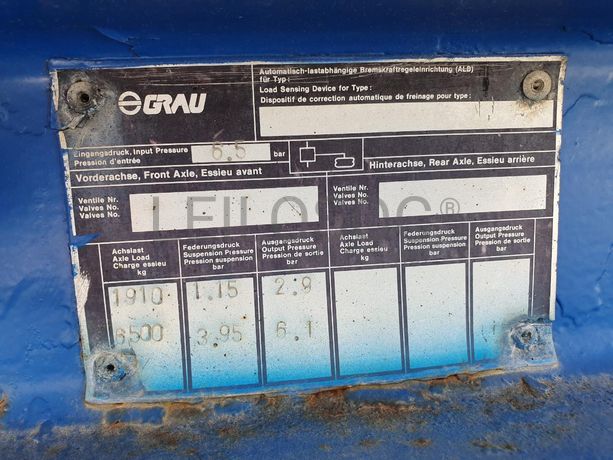 GRAU
Automatisch-lastabhängige Bremskraftregeleinrichtung (ALB)
für Typ:
Load Sensing Device for Type:
Dispositif de correction automatique de freinage pour type:
Eingangsdruck, Input Pressure
Pression d'entrée
6.5 bar
Vorderachse, Front Axle, Essieu avant
Hinterachse, Rear Axle, Essieu arrière
Ventile Nr.
Valves No.
Valves No.
Ventile Nr.
Valves No.
Valves No.
LEILOSOC®
Achslast
Axle Load
Charge essieu
kg
Federungsdruck
Suspension Pressure
Pression suspension
bar
Ausgangsdruck
Output Pressure
Pression de sortie
bar
Achslast
Axle Load
Charge essieu
kg
Federungsdruck
Suspension Pressure
Pression suspension
bar
Ausgangsdruck
Output Pressure
Pression de sortie
bar
1910 1.15 2.9
6500 3.95 6.1